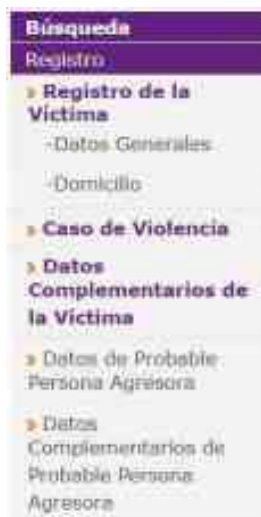 Búsqueda
Registro
» Registro de la
Víctima
-Datos Generales
-Domicilio
» Caso de Violencia
» Datos
Complementarios de
la Víctima
» Datos de Probable
Persona Agresora
» Datos
Complementarios de
Probable Persona
Agresora